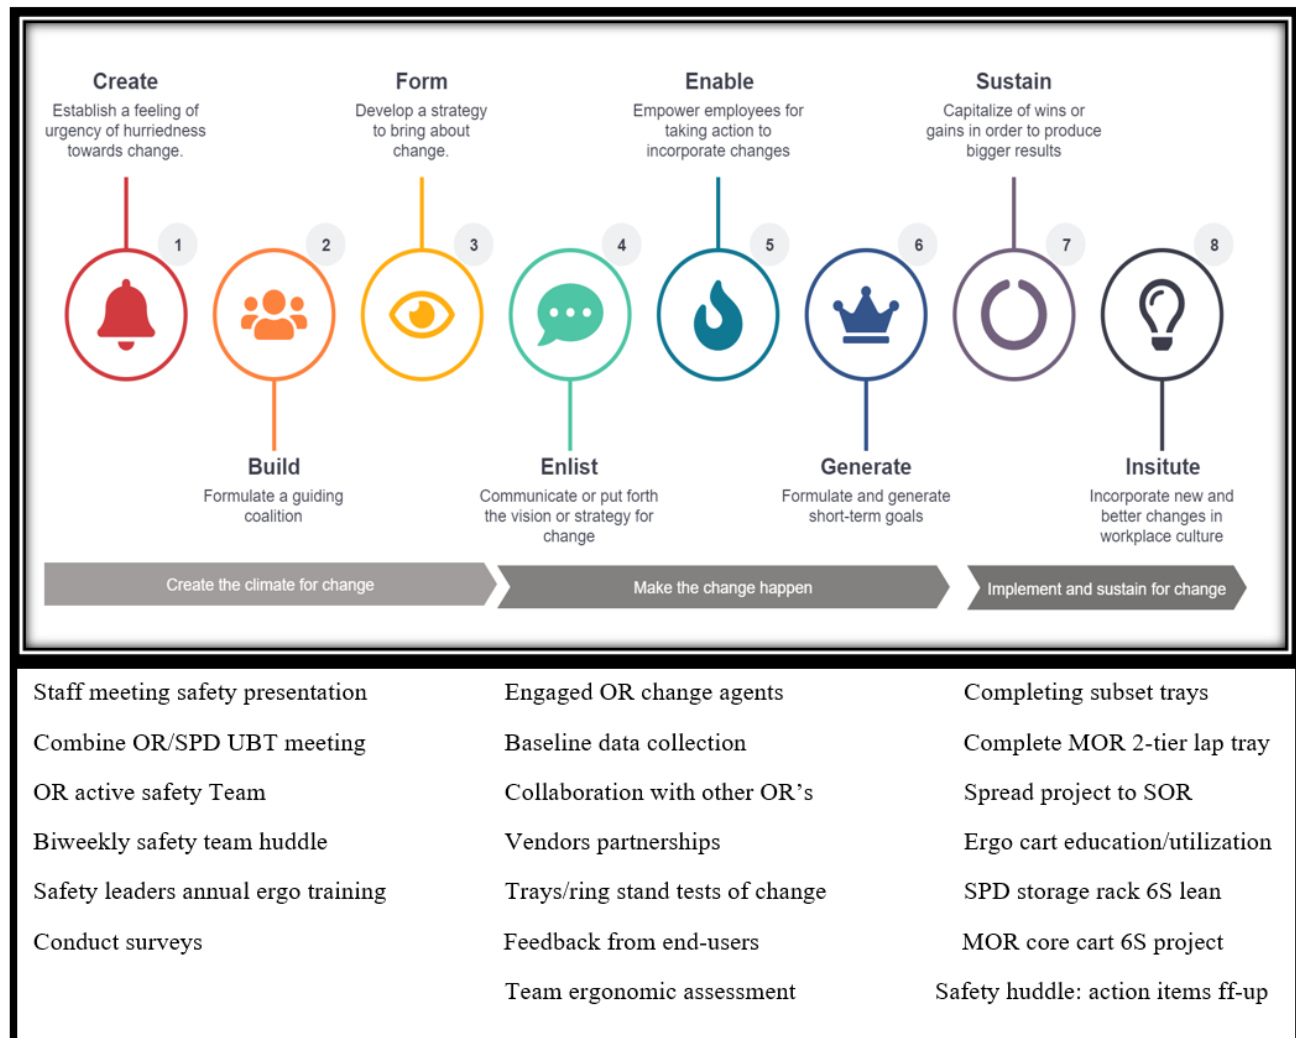 Create
Establish a feeling of
urgency of hurriedness
towards change.
Form
Develop a strategy
to bring about
change.
Enable
Empower employees for
taking action to
incorporate changes
Sustain
Capitalize of wins or
gains in order to produce
bigger results
1
2
3
4
5
6
7
8
Build
Formulate a guiding
coalition
Enlist
Communicate or put forth
the vision or strategy for
change
Generate
Formulate and generate
short-term goals
Insitute
Incorporate new and
better changes in
workplace culture
Create the climate for change
Make the change happen
Implement and sustain for change
Staff meeting safety presentation
Combine OR/SPD UBT meeting
OR active safety Team
Biweekly safety team huddle
Safety leaders annual ergo training
Conduct surveys
Engaged OR change agents
Baseline data collection
Collaboration with other OR’s
Vendors partnerships
Trays/ring stand tests of change
Feedback from end-users
Team ergonomic assessment
Completing subset trays
Complete MOR 2-tier lap tray
Spread project to SOR
Ergo cart education/utilization
SPD storage rack 6S lean
MOR core cart 6S project
Safety huddle: action items ff-up